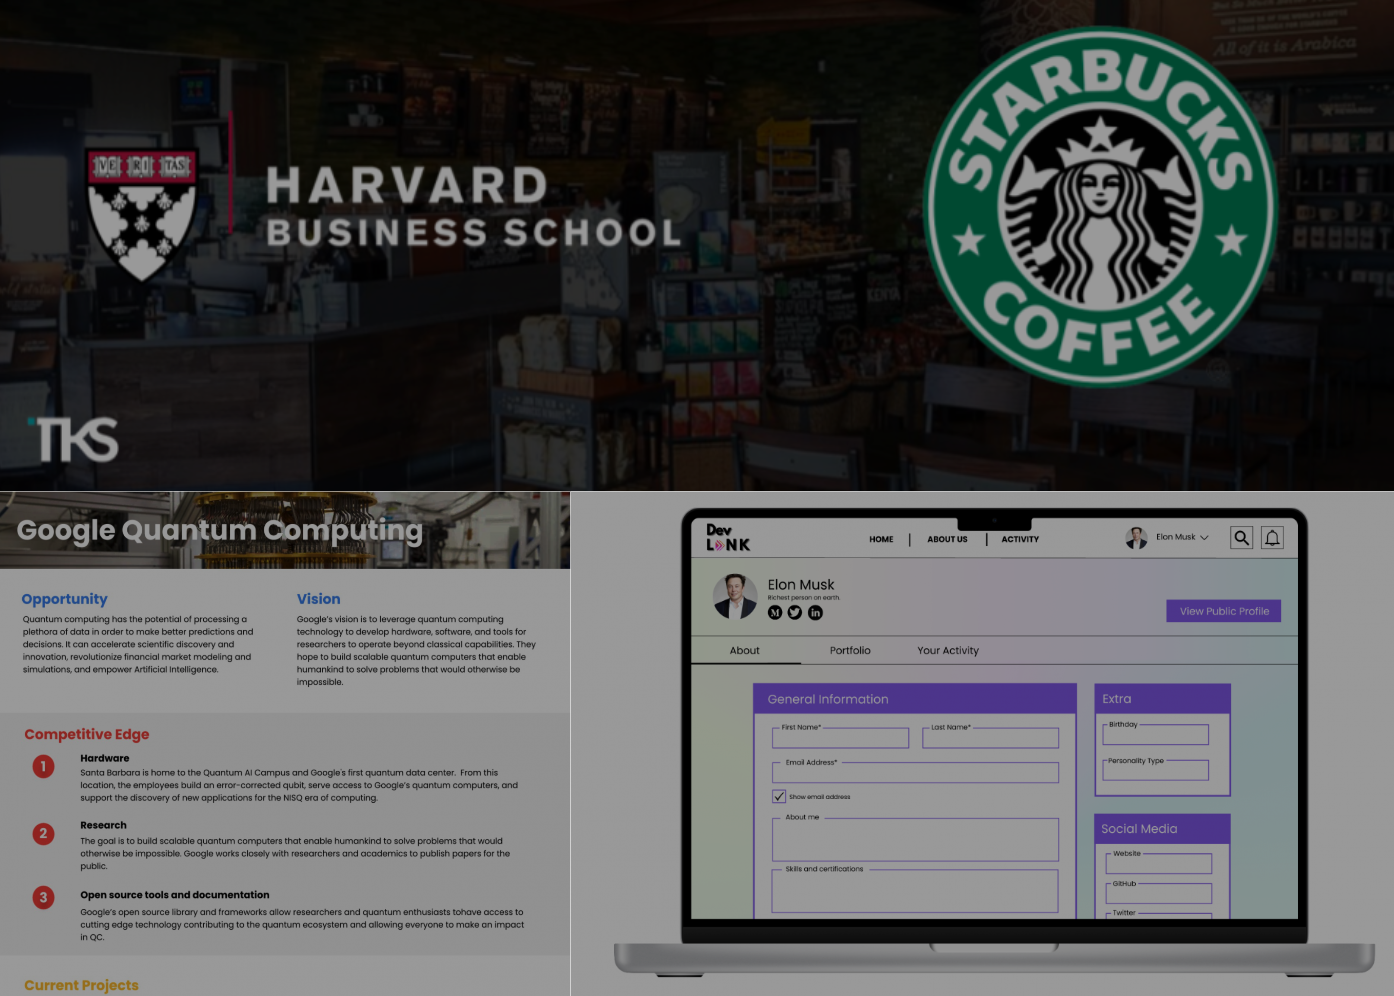 All of it is Arabica
VE RI TAS
HARVARD
BUSINESS SCHOOL
STARBUCKS
COFFEE
KENYA
TKS
Google Quantum Computing
Opportunity
Quantum computing has the potential of processing a
plethora of data in order to make better predictions and
decisions. It can accelerate scientific discovery and
innovation, revolutionize financial market modeling and
simulations, and empower Artificial Intelligence.
Vision
Google's vision is to leverage quantum computing
technology to develop hardware, software, and tools for
researchers to operate beyond classical capabilities. They
hope to build scalable quantum computers that enable
humankind to solve problems that would otherwise be
impossible.
Competitive Edge
1
Hardware
Santa Barbara is home to the Quantum AI Campus and Google's first quantum data center. From this
location, the employees build an error-corrected qubit, serve access to Google's quantum computers, and
support the discovery of new applications for the NISQ era of computing.
2
Research
The goal is to build scalable quantum computers that enable humankind to solve problems that would
otherwise be impossible. Google works closely with researchers and academics to publish papers for the
public.
3
Open source tools and documentation
Google's open source library and frameworks allow researchers and quantum enthusiasts tohave access to
cutting edge technology contributing to the quantum ecosystem and allowing everyone to make an impact
in QC.
Current Projects
Dev
LINK
HOME | ABOUT US | ACTIVITY
Elon Musk
Elon Musk
Richest person on earth.
M in
View Public Profile
About Portfolio Your Activity
General Information
First Name* Last Name*
Email Address*
Show email address
About me
Skills and certifications
Extra
Birthday
Personality Type
Social Media
Website
GitHub
Twitter